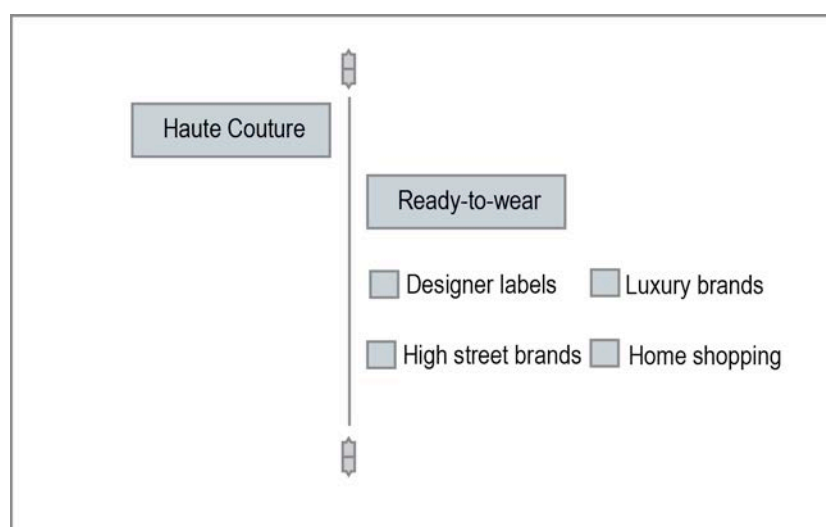 Haute Couture
Ready-to-wear
Designer labels
Luxury brands
High street brands
Home shopping